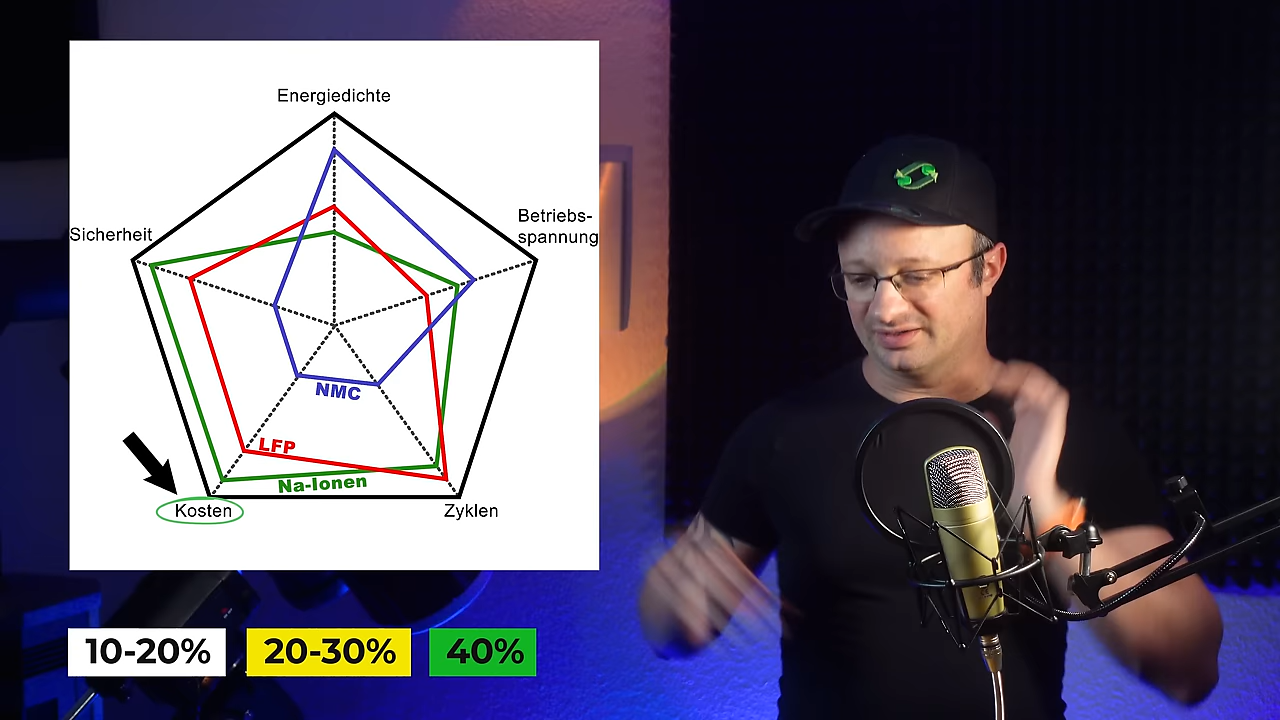 Energiedichte
Betriebs-
spannung
Sicherheit
NMC
LFP
Na-Ionen
Kosten
Zyklen
10-20%
20-30%
40%